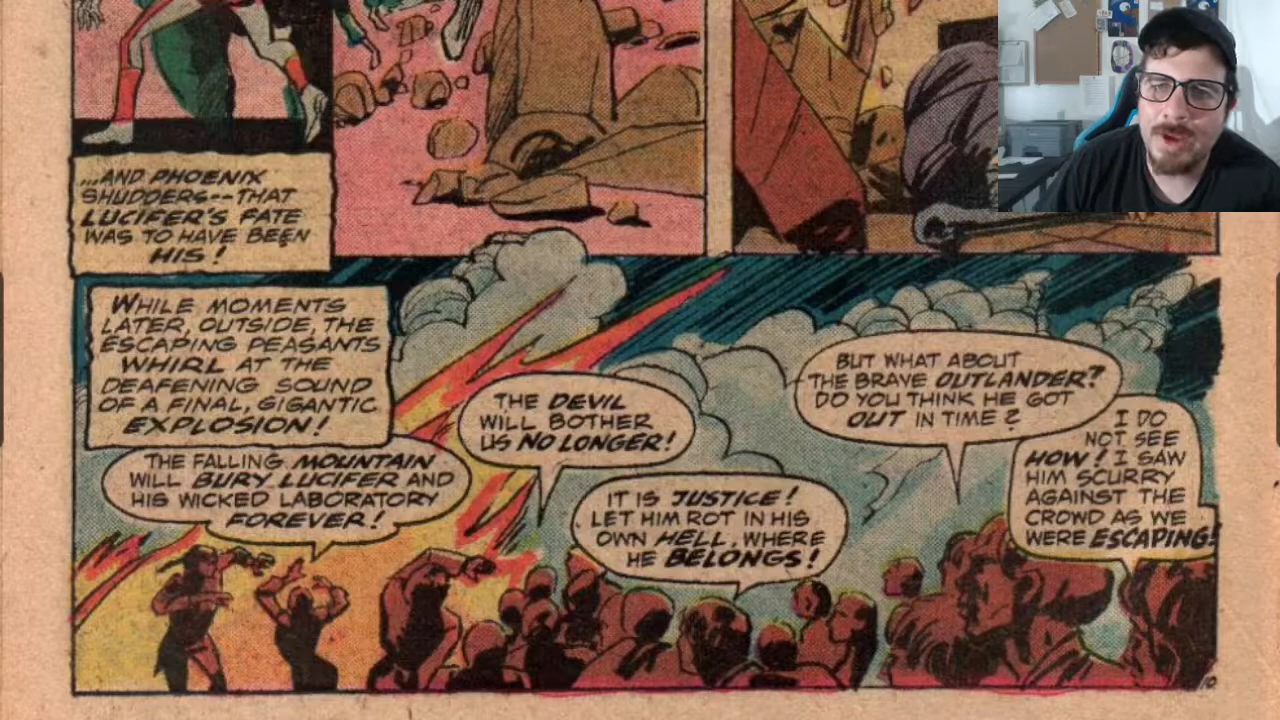 ...AND PHOENIX
SHUDDERS--THAT
LUCIFER'S FATE
WAS TO HAVE BEEN
HIS!
WHILE MOMENTS
LATER, OUTSIDE, THE
ESCAPING PEASANTS
WHIRL AT THE
DEAFENING SOUND
OF A FINAL, GIGANTIC
EXPLOSION!
THE FALLING MOUNTAIN
WILL BURY LUCIFER AND
HIS WICKED LABORATORY
FOREVER!
THE DEVIL
WILL BOTHER
US NO LONGER!
IT IS JUSTICE!
LET HIM ROT IN HIS
OWN HELL, WHERE
HE BELONGS!
BUT WHAT ABOUT
THE BRAVE OUTLANDER?
DO YOU THINK HE GOT
OUT IN TIME?
I DO
NOT SEE
HOW! I SAW
HIM SCURRY
AGAINST THE
CROWD AS WE
WERE ESCAPING!
10